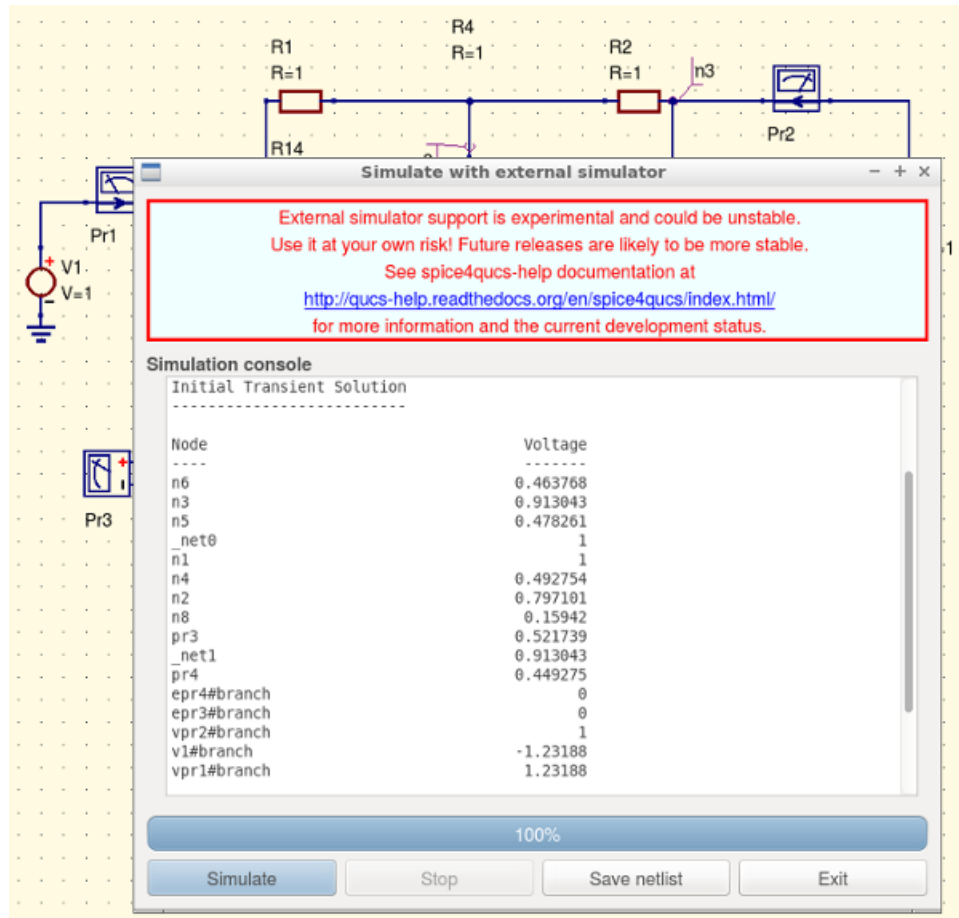 R4
R1
R=1
R2
R=1
R=1
n3
Pr2
R14
Simulate with external simulator
External simulator support is experimental and could be unstable.
Use it at your own risk! Future releases are likely to be more stable.
See spice4qucs-help documentation at
http://qucs-help.readthedocs.org/en/spice4qucs/index.html/
for more information and the current development status.
Pr1
V1
V=1
Pr3
Simulation console
Initial Transient Solution
--------------------------
Node Voltage
---- -------
n6 0.463768
n3 0.913043
n5 0.478261
_net0 1
n1 1
n4 0.492754
n2 0.797101
n8 0.15942
pr3 0.521739
_net1 0.913043
pr4 0.449275
epr4#branch 0
epr3#branch 0
vpr2#branch 1
v1#branch -1.23188
vpr1#branch 1.23188
100%
Simulate Stop Save netlist Exit